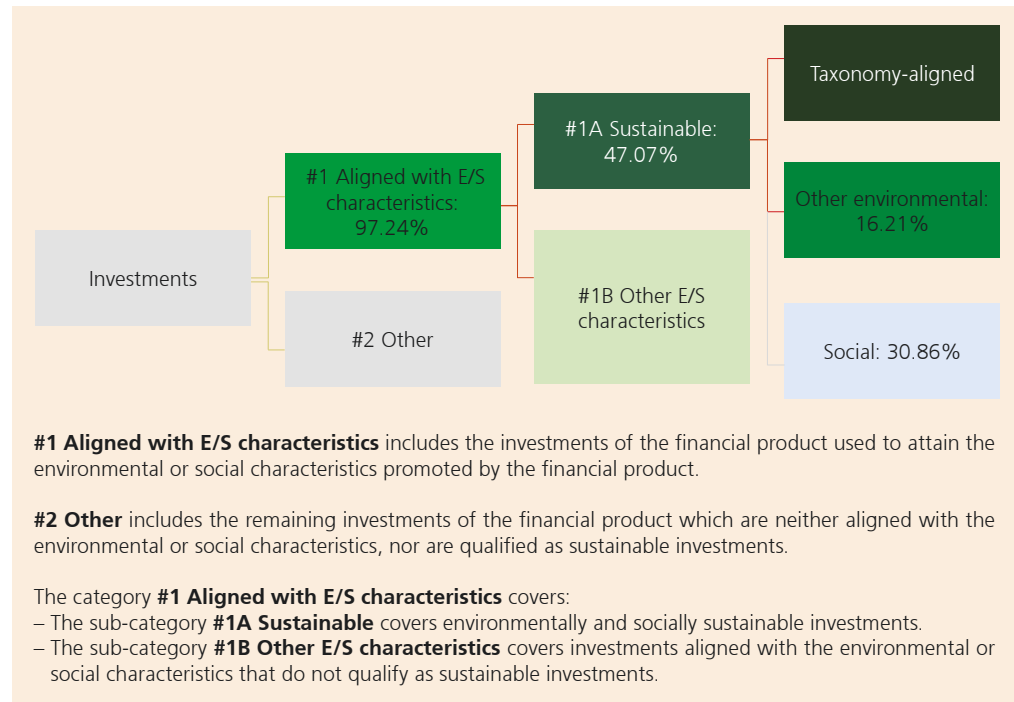 Taxonomy-aligned
#1A Sustainable:
47.07%
#1 Aligned with E/S
characteristics:
97.24%
Other environmental:
16.21%
Investments
#1B Other E/S
characteristics
#2 Other
Social: 30.86%
#1 Aligned with E/S characteristics includes the investments of the financial product used to attain the
environmental or social characteristics promoted by the financial product.
#2 Other includes the remaining investments of the financial product which are neither aligned with the
environmental or social characteristics, nor are qualified as sustainable investments.
The category #1 Aligned with E/S characteristics covers:
– The sub-category #1A Sustainable covers environmentally and socially sustainable investments.
– The sub-category #1B Other E/S characteristics covers investments aligned with the environmental or
social characteristics that do not qualify as sustainable investments.